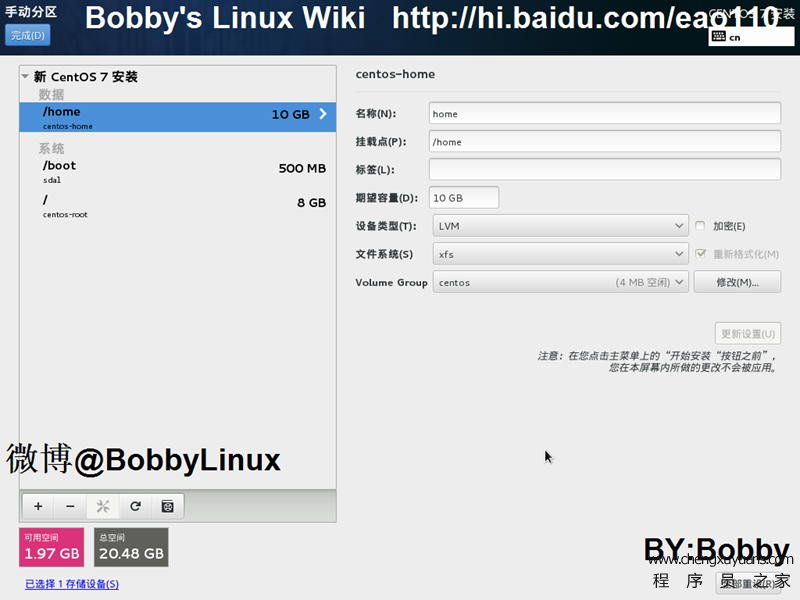 手动分区
Bobby's Linux Wiki http://hi.baidu.com/eao110
CENTOS 7 安装
完成(D)
cn
新 CentOS 7 安装
数据
/home
10 GB
centos-home
系统
/boot
500 MB
sda1
/
8 GB
centos-root
centos-home
名称(N): home
挂载点(P): /home
标签(L):
期望容量(D): 10 GB
设备类型(T): LVM 加密(E)
文件系统(S) xfs 重新格式化(M)
Volume Group centos (4 MB 空闲) 修改(M)...
更新设置(U)
注意：在您点击主菜单上的“开始安装“按钮之前”，
您在本屏幕内所做的更改不会被应用。
微博@BobbyLinux
可用空间
1.97 GB
总空间
20.48 GB
已选择 1 存储设备(S)
BY:Bobby
www.chengxuyuans.com
程序员之家